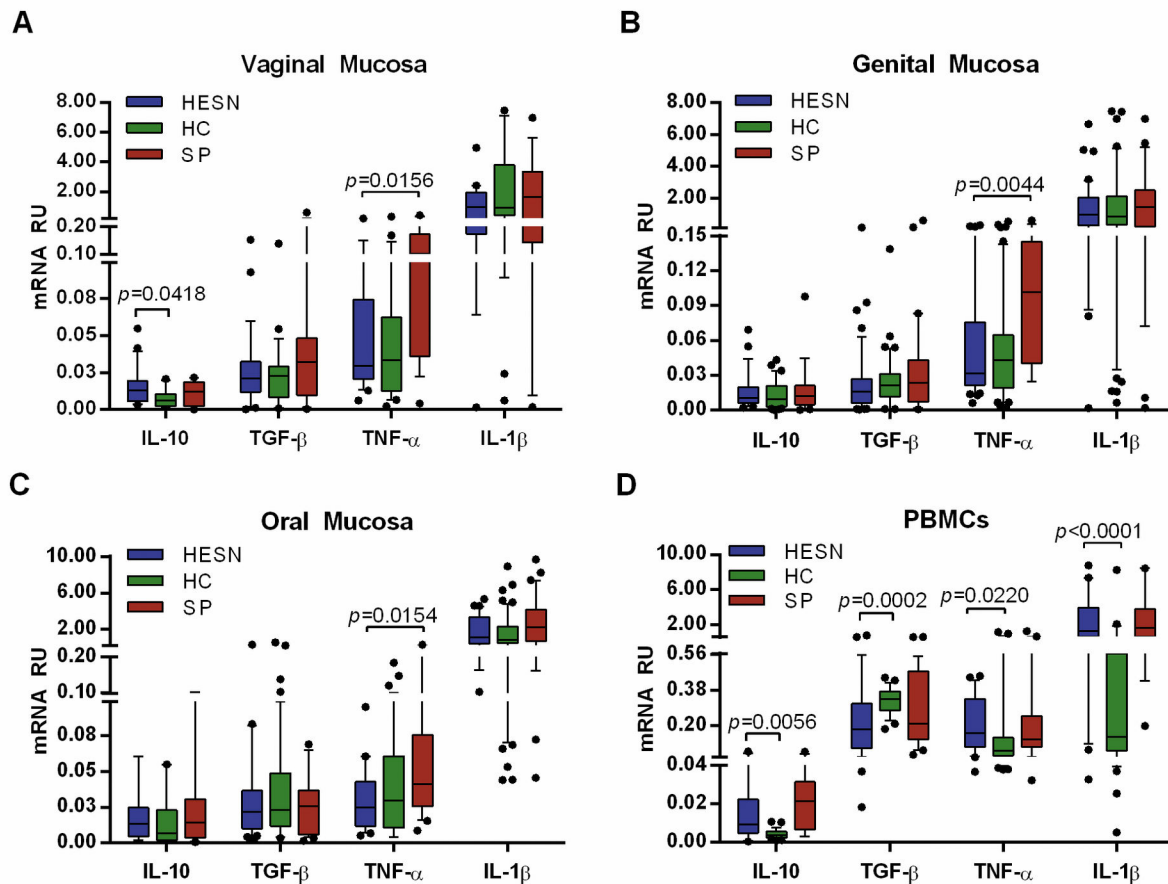 A
Vaginal Mucosa
HESN
HC
SP
mRNA RU
8.00
6.00
4.00
2.00
0.20
0.10
0.08
0.05
0.03
0.00
p=0.0418
p=0.0156
IL-10 TGF-β TNF-α IL-1β
B
Genital Mucosa
HESN
HC
SP
mRNA RU
8.00
6.00
4.00
2.00
0.15
0.12
0.09
0.06
0.03
0.00
p=0.0044
IL-10 TGF-β TNF-α IL-1β
C
Oral Mucosa
HESN
HC
SP
mRNA RU
10.00
6.00
2.00
0.20
0.10
0.08
0.05
0.03
0.00
p=0.0154
IL-10 TGF-β TNF-α IL-1β
D
PBMCs
HESN
HC
SP
mRNA RU
10.00
6.00
2.00
0.56
0.38
0.20
0.04
0.02
0.00
p=0.0056
p=0.0002
p=0.0220
p<0.0001
IL-10 TGF-β TNF-α IL-1β